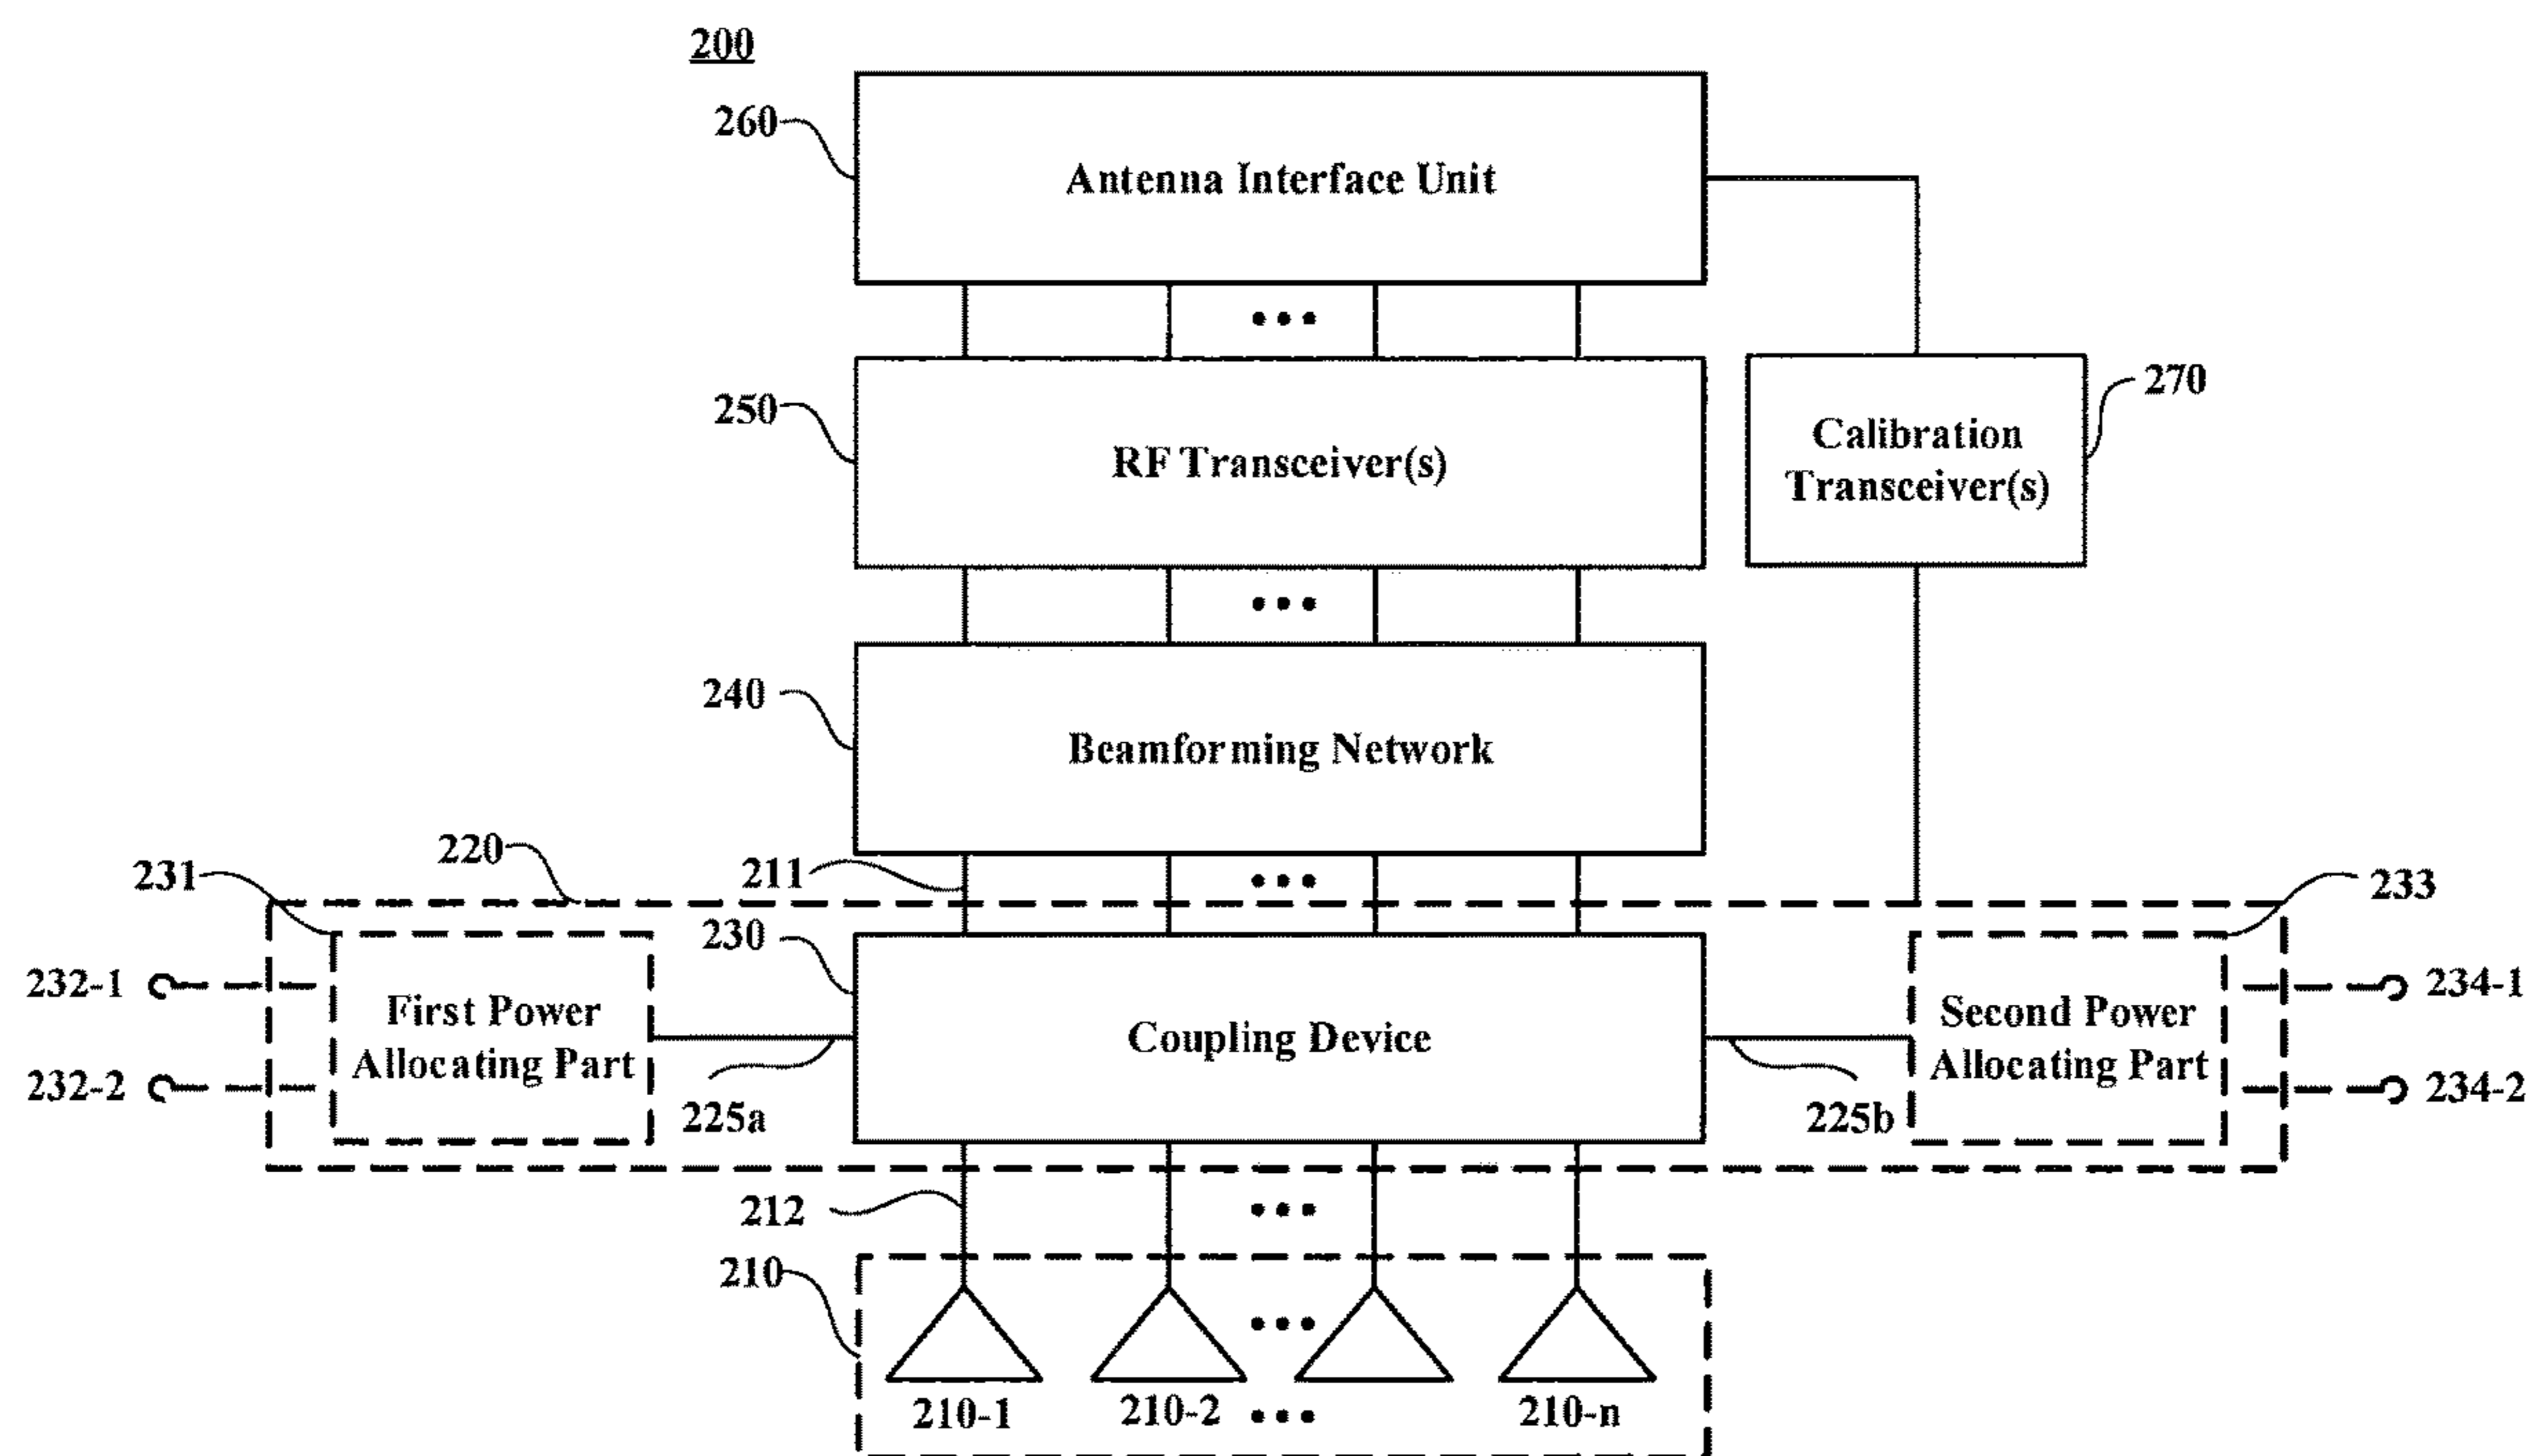 200
260
Antenna Interface Unit
250
RF Transceiver(s)
270
Calibration
Transceiver(s)
240
Beamforming Network
220
231
211
233
230
232-1
232-2
First Power
Allocating Part
225a
Coupling Device
225b
Second Power
Allocating Part
234-1
234-2
212
210
210-1
210-2
210-n